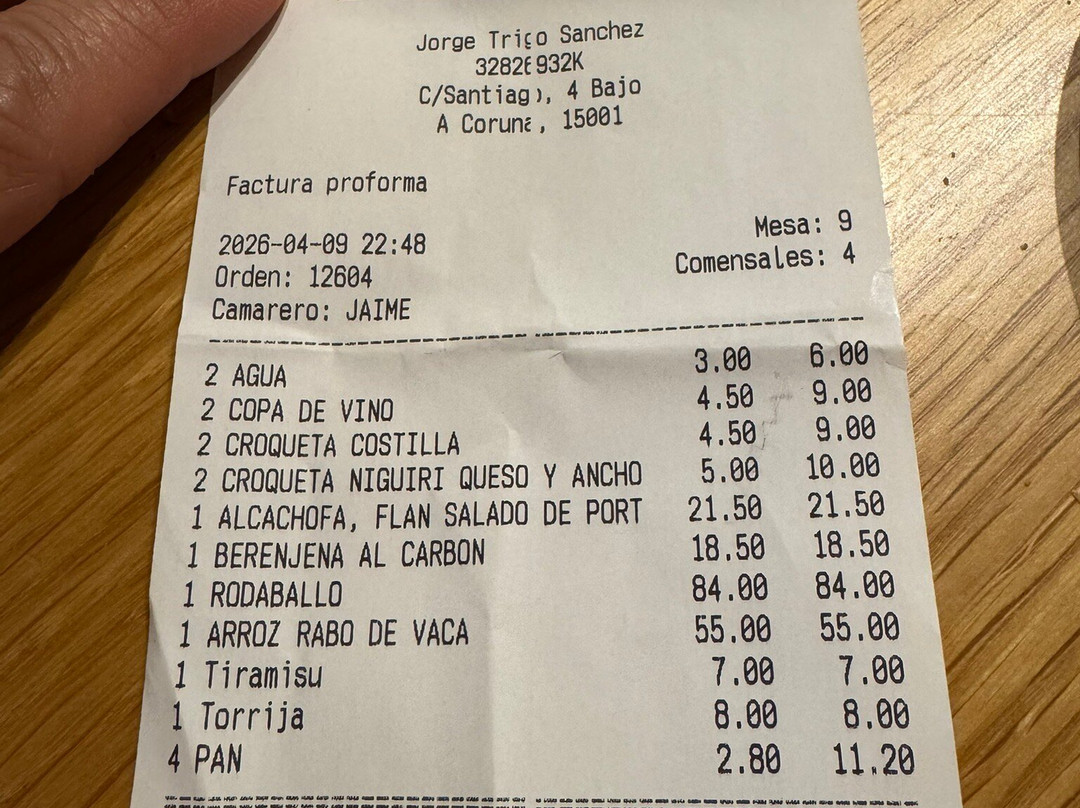 Jorge Trigo Sanchez
C/Santiago, 4 Bajo
A Coruna, 15001
Factura proforma
2026-04-09 22:48
Mesa: 9
Orden: 12604
Comensales: 4
Camarero: JAIME
2 AGUA 3.00 6.00
2 COPA DE VINO 4.50 9.00
2 CROQUETA COSTILLA 4.50 9.00
2 CROQUETA NIGUIRI QUESO Y ANCHO 5.00 10.00
1 ALCACHOFA, FLAN SALADO DE PORT 21.50 21.50
1 BERENJENA AL CARBON 18.50 18.50
1 RODABALLO 84.00 84.00
1 ARROZ RABO DE VACA 55.00 55.00
1 Tiramisu 7.00 7.00
1 Torrija 8.00 8.00
4 PAN 2.80 11.20